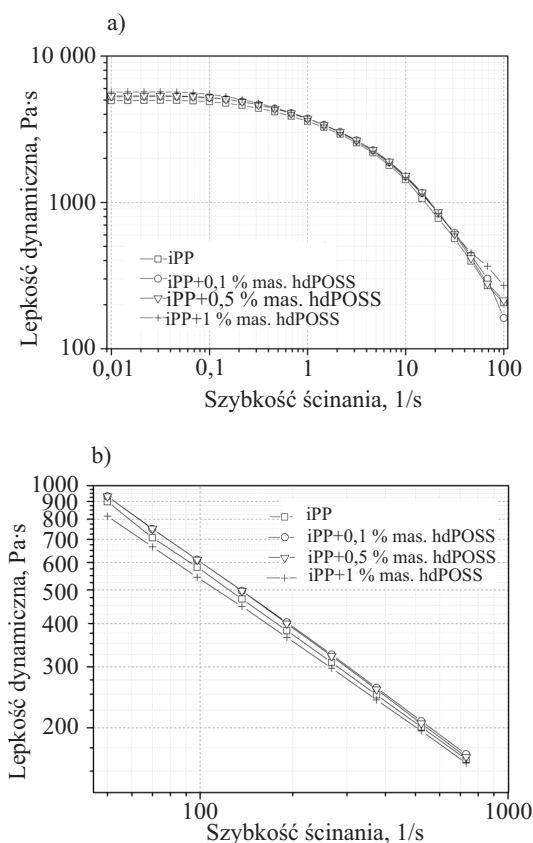 a)
10 000
1000
100
Lepkość dynamiczna, Pa·s
iPP
iPP+0,1 % mas. hdPOSS
iPP+0,5 % mas. hdPOSS
iPP+1 % mas. hdPOSS
0,01 0,1 1 10 100
Szybkość ścinania, 1/s
b)
1000
900
800
700
600
500
400
300
200
Lepkość dynamiczna, Pa·s
iPP
iPP+0,1 % mas. hdPOSS
iPP+0,5 % mas. hdPOSS
iPP+1 % mas. hdPOSS
100 1000
Szybkość ścinania, 1/s